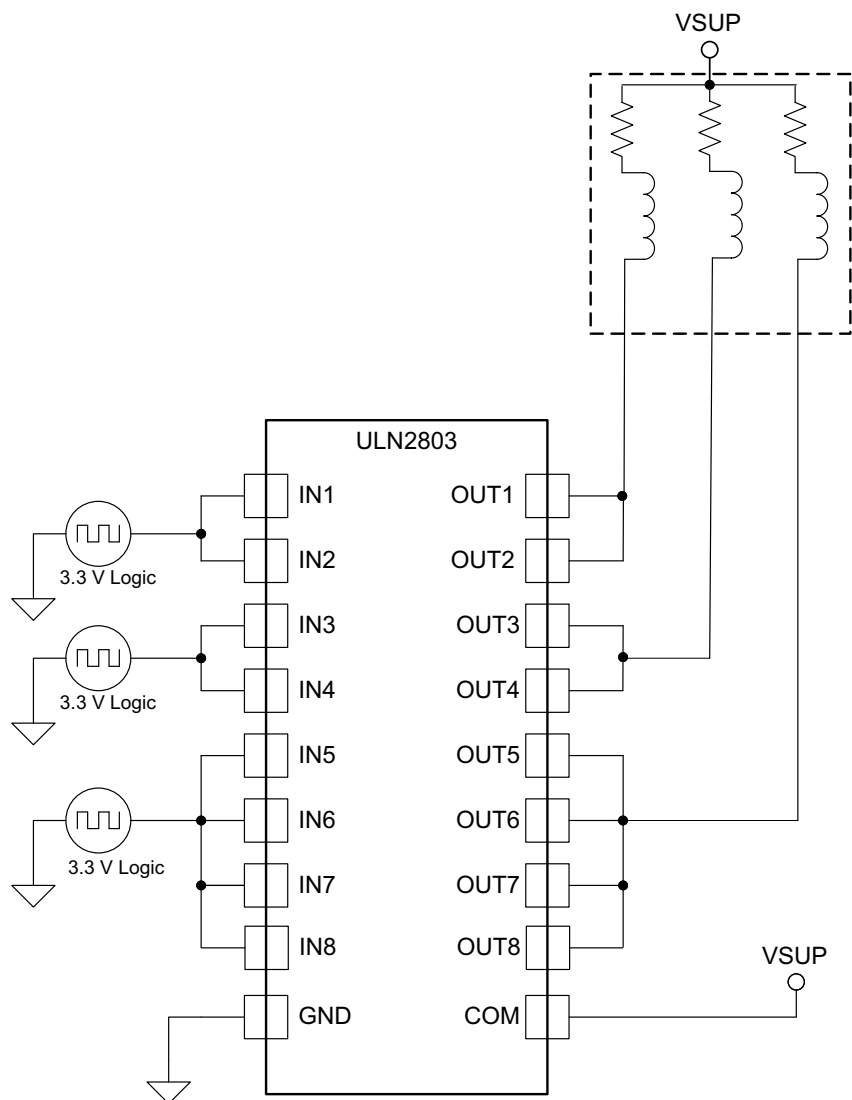 VSUP
ULN2803
IN1
OUT1
IN2
OUT2
3.3 V Logic
IN3
OUT3
IN4
OUT4
3.3 V Logic
IN5
OUT5
IN6
OUT6
3.3 V Logic
IN7
OUT7
IN8
OUT8
VSUP
GND
COM